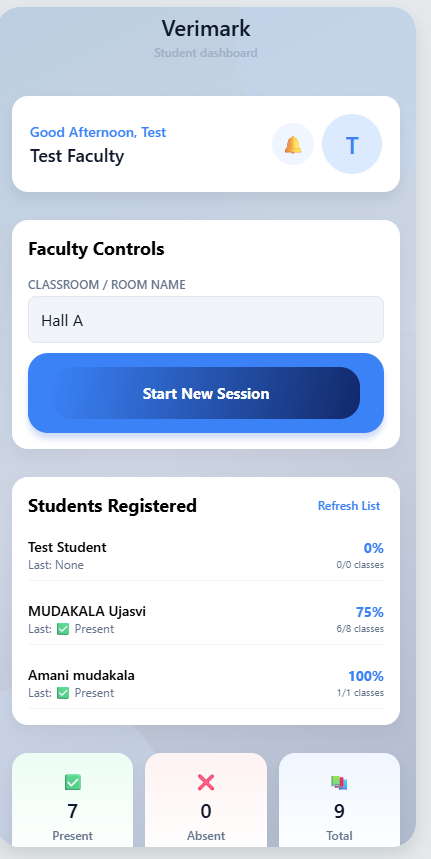 Verimark
Student dashboard
Good Afternoon, Test
Test Faculty
T
Faculty Controls
CLASSROOM / ROOM NAME
Hall A
Start New Session
Students Registered
Refresh List
Test Student
0%
Last: None
0/0 classes
MUDAKALA Ujasvi
75%
Last: ✅ Present
6/8 classes
Amani mudakala
100%
Last: ✅ Present
1/1 classes
7
0
9
Present
Absent
Total